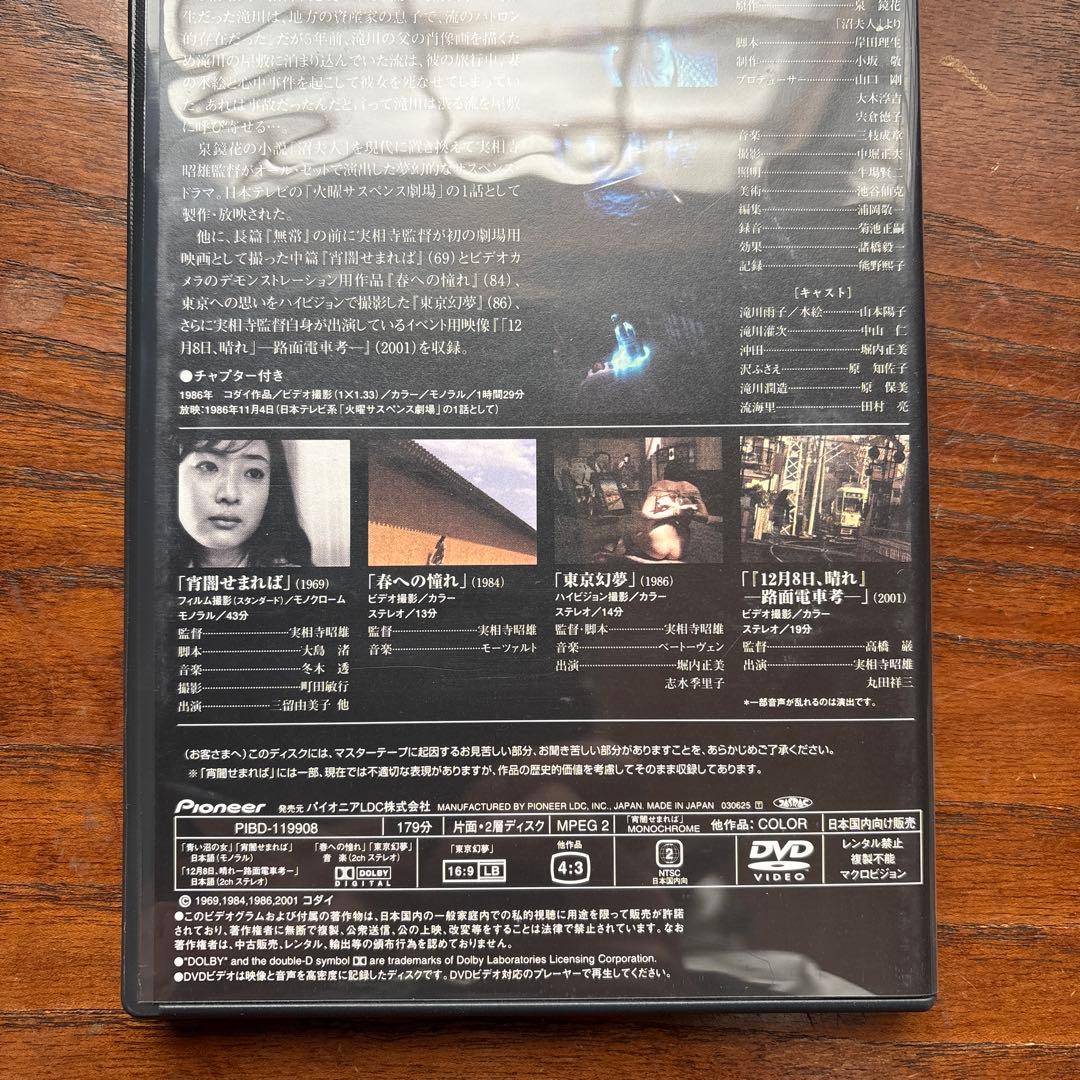 生だった滝川は、地方の資産家の息子で、流のパトロン
的存在だった。だが5年前、滝川の父の肖像画を描くた
め滝川の屋敷に泊まり込んでいた流は、彼の旅行中、妻
の水絵と心中事件を起こして彼女を死なせてしまってい
た。あれは事故だったんだと言って滝川は渋る流を屋敷
に呼び寄せる…。
泉鏡花の小説「沼夫人」を現代に置き換えて実相寺
昭雄監督がオール・セットで演出した夢幻的なサスペンス
ドラマ。日本テレビの「火曜サスペンス劇場」の1話として
製作・放映された。
他に、長篇『無常』の前に実相寺監督が初の劇場用
映画として撮った中篇『宵闇せまれば』(69)とビデオカ
メラのデモンストレーション用作品『春への憧れ』(84)、
東京への思いをハイビジョンで撮影した『東京幻夢』(86)、
さらに実相寺監督自身が出演しているイベント用映像『「12
月8日、晴れ」―路面電車考―』(2001)を収録。
●チャプター付き
1986年 コダイ作品/ビデオ撮影(1×1.33)/カラー/モノラル/1時間29分
放映:1986年11月4日(日本テレビ系「火曜サスペンス劇場」の1話として)
原作 泉 鏡花
「沼夫人」より
脚本 岸田理生
制作 小坂 敬
プロデューサー 山口 剛
大木淳吉
宍倉徳子
音楽 三枝成章
撮影 中堀正夫
照明 牛場賢二
美術 池谷仙克
編集 浦岡敬一
録音 菊池正嗣
効果 諸橋毅一
記録 熊野熙子
[キャスト]
滝川雨子/水絵 山本陽子
滝川灌次 中山 仁
沖田 堀内正美
沢ふさえ 原 知佐子
滝川潤造 原 保美
流海里 田村 亮
「宵闇せまれば」(1969)
フィルム撮影(スタンダード)/モノクローム
モノラル/43分
監督 実相寺昭雄
脚本 大島 渚
音楽 冬木 透
撮影 町田敏行
出演 三留由美子 他
「春への憧れ」(1984)
ビデオ撮影/カラー
ステレオ/13分
監督 実相寺昭雄
音楽 モーツァルト
「東京幻夢」(1986)
ハイビジョン撮影/カラー
ステレオ/14分
監督・脚本 実相寺昭雄
音楽 ベートーヴェン
出演 堀内正美
志水季里子
「『12月8日、晴れ』
―路面電車考―」(2001)
ビデオ撮影/カラー
ステレオ/19分
監督 高橋 巌
出演 実相寺昭雄
丸田祥三
*一部音声が乱れるのは演出です。
(お客さまへ)このディスクには、マスターテープに起因するお見苦しい部分、お聞き苦しい部分がありますことを、あらかじめご了承ください。
※「宵闇せまれば」には一部、現在では不適切な表現がありますが、作品の歴史的価値を考慮してそのまま収録してあります。
Pioneer 発売元 パイオニアLDC株式会社 MANUFACTURED BY PIONEER LDC, INC., JAPAN. MADE IN JAPAN 030625 T JASRAC
PIBD-119908 179分 片面・2層ディスク MPEG 2 「宵闇せまれば」 MONOCHROME 他作品: COLOR 日本国内向け販売
「青い沼の女」「宵闇せまれば」
日本語(モノラル)
「12月8日、晴れ―路面電車考―」
日本語(2ch ステレオ)
「春への憧れ」「東京幻夢」
音 楽(2ch ステレオ)
DOLBY
DIGITAL
「東京幻夢」
16:9 LB
他作品
4:3
2
NTSC
日本国内向
DVD
VIDEO
レンタル禁止
複製不能
マクロビジョン
© 1969,1984,1986,2001 コダイ
●このビデオグラムおよび付属の著作物は、日本国内の一般家庭内での私的視聴に用途を限って販売が許諾
されており、著作権者に無断で複製、公衆送信、公の上映、改変等をすることは法律で禁止されています。なお
著作権者は、中古販売、レンタル、輸出等の頒布行為を認めておりません。
●"DOLBY" and the double-D symbol are trademarks of Dolby Laboratories Licensing Corporation.
●DVDビデオは映像と音声を高密度に記録したディスクです。DVDビデオ対応のプレーヤーで再生してください。